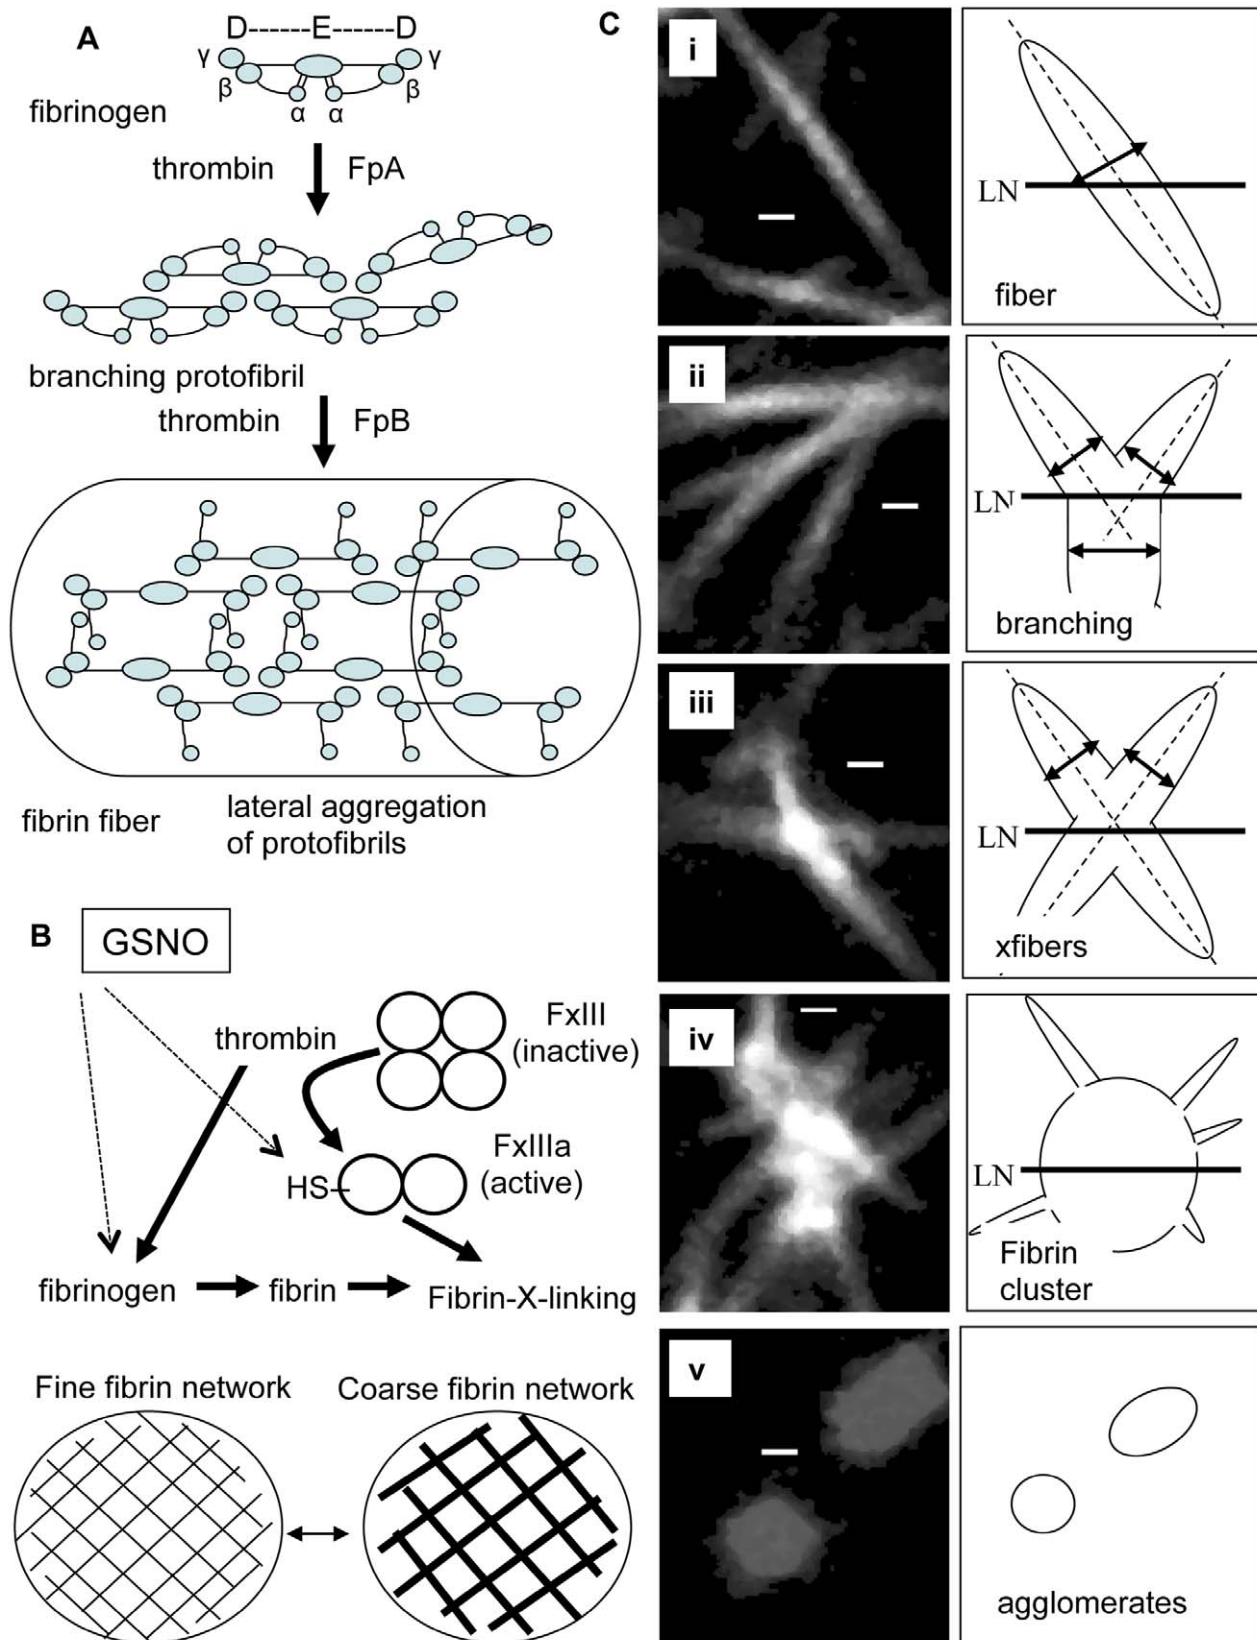 A
D------E------D
γ
γ
β
β
α α
fibrinogen
thrombin FpA
branching protofibril
thrombin FpB
fibrin fiber
lateral aggregation
of protofibrils
B
GSNO
thrombin
FxIII
(inactive)
FxIIIa
(active)
HS
fibrinogen
fibrin
Fibrin-X-linking
Fine fibrin network
Coarse fibrin network
C
i
LN
fiber
ii
LN
branching
iii
LN
xfibers
iv
LN
Fibrin
cluster
v
agglomerates